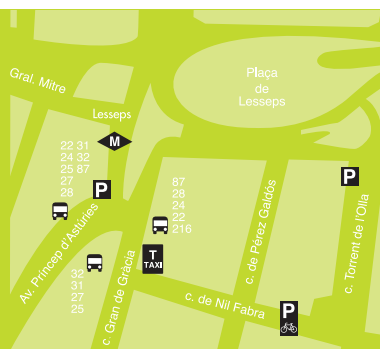 Gral. Mitre
Plaça
de
Lesseps
Lesseps
M
22 31
24 32
25 87
27
28
P
87
28
24
22
216
P
Av. Príncep d'Astúries
T
TAXI
32
31
27
25
c. Gran de Gràcia
c. de Pérez Galdós
c. Torrent de l'Olla
c. de Nil Fabra
P